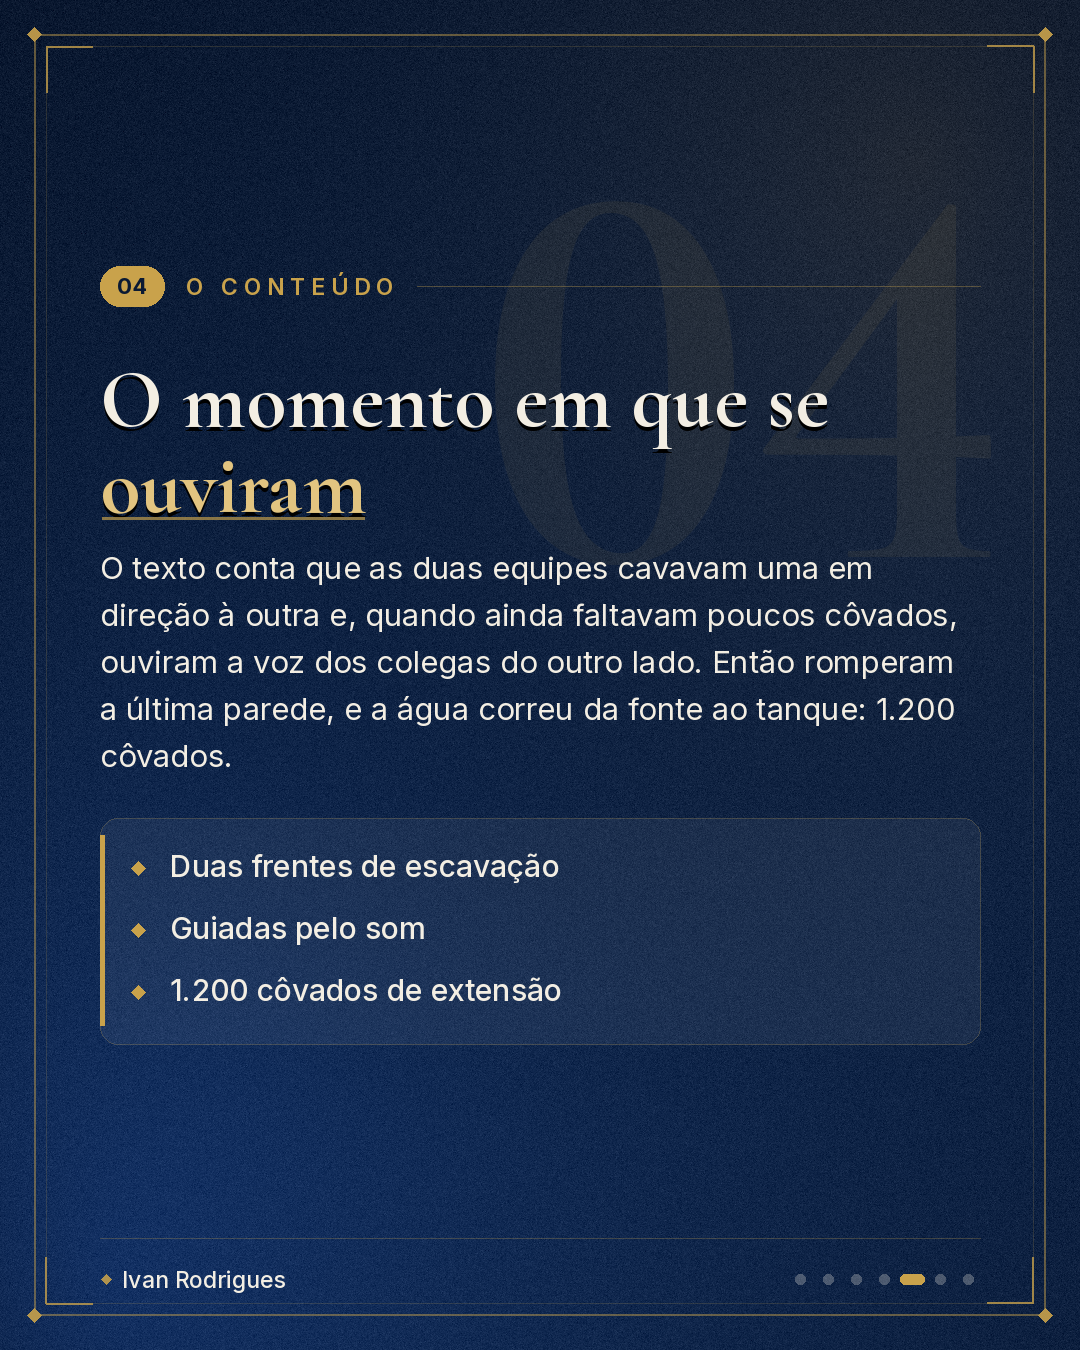 04
04 O CONTEÚDO
O momento em que se
ouviram
O texto conta que as duas equipes cavavam uma em
direção à outra e, quando ainda faltavam poucos côvados,
ouviram a voz dos colegas do outro lado. Então romperam
a última parede, e a água correu da fonte ao tanque: 1.200
côvados.
Duas frentes de escavação
Guiadas pelo som
1.200 côvados de extensão
Ivan Rodrigues